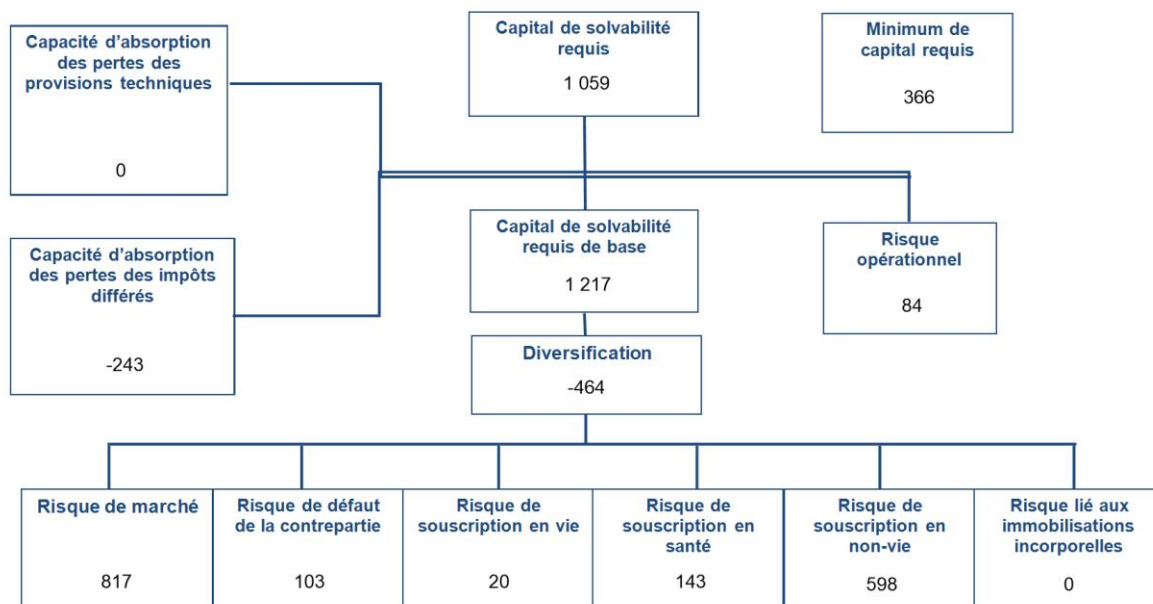 Capacité d'absorption
des pertes des
provisions techniques
0
Capital de solvabilité
requis
1 059
Minimum de
capital requis
366
Capacité d'absorption
des pertes des impôts
différés
-243
Capital de solvabilité
requis de base
1 217
Risque
opérationnel
84
Diversification
-464
Risque de marché
817
Risque de défaut
de la contrepartie
103
Risque de
souscription en vie
20
Risque de
souscription en
santé
143
Risque de
souscription en
non-vie
598
Risque lié aux
immobilisations
incorporelles
0